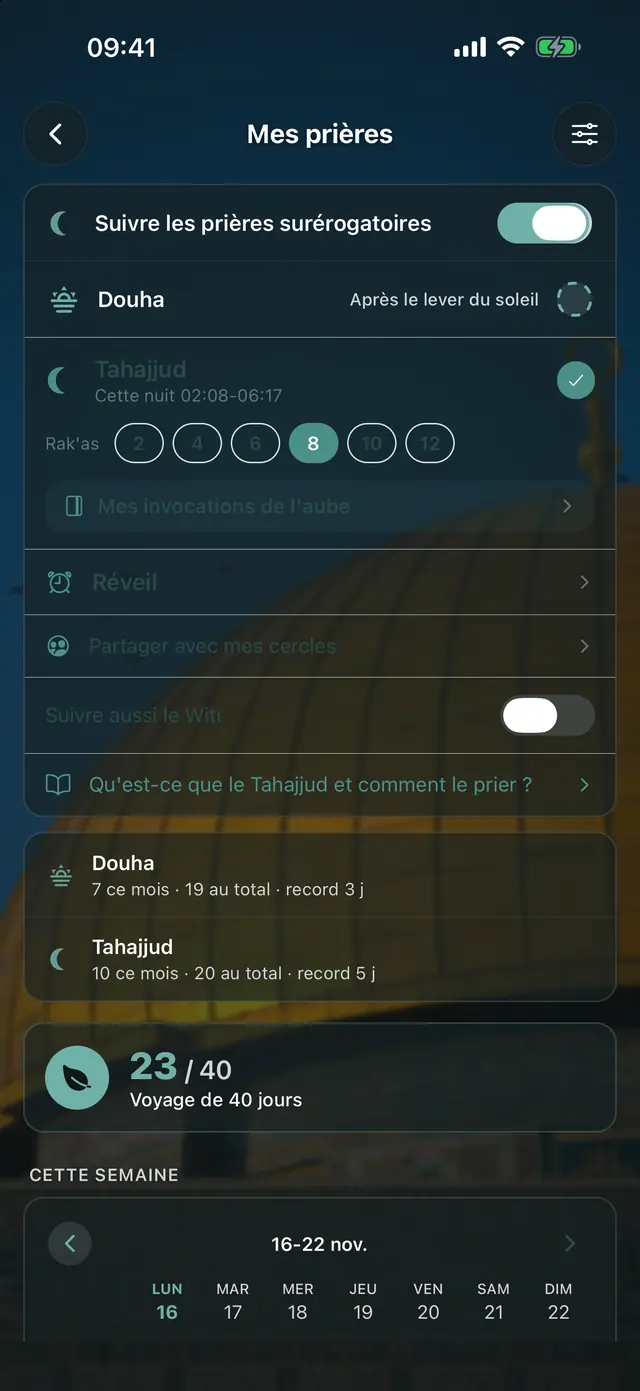 09:41
Mes prières
Suivre les prières surérogatoires
Douha
Après le lever du soleil
Tahajjud
Cette nuit 02:08-06:17
Rak'as 2 4 6 8 10 12
Mes invocations de l'aube
Réveil
Partager avec mes cercles
Suivre aussi le Witr
Qu'est-ce que le Tahajjud et comment le prier ?
Douha
7 ce mois · 19 au total · record 3 j
Tahajjud
10 ce mois · 20 au total · record 5 j
23 / 40
Voyage de 40 jours
CETTE SEMAINE
16-22 nov.
LUN MAR MER JEU VEN SAM DIM
16 17 18 19 20 21 22